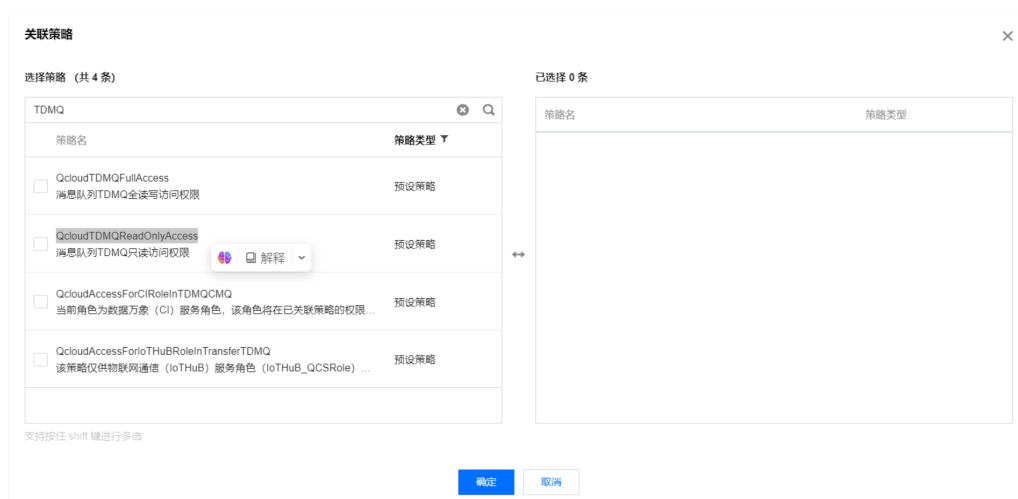 关联策略
选择策略 （共 4 条）
已选择 0 条
TDMQ
策略名
策略类型
策略名
策略类型
QcloudTDMQFullAccess
消息队列TDMQ全读写访问权限
预设策略
QcloudTDMQReadOnlyAccess
消息队列TDMQ只读访问权限
预设策略
解释
QcloudAccessForCIRoleInTDMQCMQ
当前角色为数据万象（CI）服务角色，该角色将在已关联策略的权限…
预设策略
QcloudAccessForIoTHuBRoleInTransferTDMQ
该策略仅供物联网通信（IoTHuB）服务角色（IoTHuB_QCSRole）…
预设策略
支持按住 shift 键进行多选
确定
取消